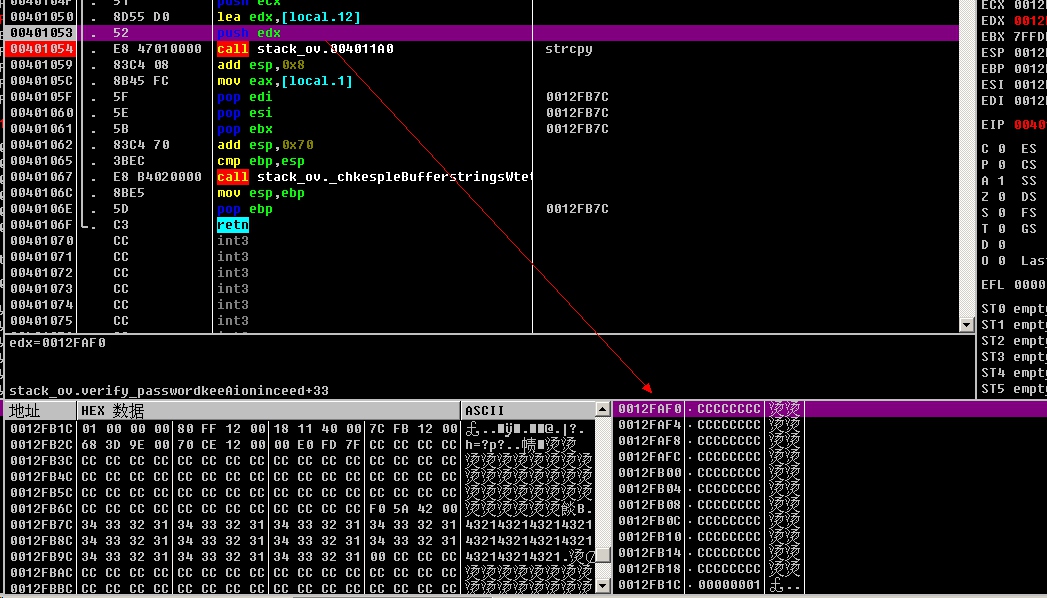 0040104F . 51 push ecx
00401050 . 8D55 D0 lea edx,[local.12]
00401053 . 52 push edx
00401054 . E8 47010000 call stack_ov.004011A0 strcpy
00401059 . 83C4 08 add esp,0x8
0040105C . 8B45 FC mov eax,[local.1]
0040105F . 5F pop edi 0012FB7C
00401060 . 5E pop esi 0012FB7C
00401061 . 5B pop ebx 0012FB7C
00401062 . 83C4 70 add esp,0x70
00401065 . 3BEC cmp ebp,esp
00401067 . E8 B4020000 call stack_ov._chkespleBufferstringsWtet
0040106C . 8BE5 mov esp,ebp
0040106E . 5D pop ebp 0012FB7C
0040106F . C3 retn
00401070 CC int3
00401071 CC int3
00401072 CC int3
00401073 CC int3
00401074 CC int3
00401075 CC int3
ECX 0012
EDX 0012
EBX 7FFD
ESP 0012
EBP 0012
ESI 0012
EDI 0012
EIP 0040
C 0 ES
P 0 CS
A 1 SS
Z 0 DS
S 0 FS
T 0 GS
D 0
O 0 Las
EFL 0000
ST0 empt
ST1 empt
ST2 empt
ST3 empt
ST4 empt
ST5 empt
edx=0012FAF0
stack_ov.verify_passwordkeeAioninceed+33
地址 HEX 数据 ASCII
0012FB1C 01 00 00 00 80 FF 12 00 18 11 40 00 7C FB 12 00
0012FB2C 68 3D 9E 00 70 CE 12 00 00 E0 FD 7F CC CC CC CC
0012FB3C CC CC CC CC CC CC CC CC CC CC CC CC CC CC CC CC 烫烫烫烫烫烫烫烫
0012FB4C CC CC CC CC CC CC CC CC CC CC CC CC CC CC CC CC 烫烫烫烫烫烫烫烫
0012FB5C CC CC CC CC CC CC CC CC CC CC CC CC CC CC CC CC 烫烫烫烫烫烫烫烫
0012FB6C CC CC CC CC CC CC CC CC CC CC CC CC F0 5A 42 00 烫烫烫烫烫烫餤B.
0012FB7C 34 33 32 31 34 33 32 31 34 33 32 31 34 33 32 31 4321432143214321
0012FB8C 34 33 32 31 34 33 32 31 34 33 32 31 34 33 32 31 4321432143214321
0012FB9C 34 33 32 31 34 33 32 31 34 33 32 31 00 CC CC CC 432143214321.烫
0012FBAC CC CC CC CC CC CC CC CC CC CC CC CC CC CC CC CC 烫烫烫烫烫烫烫烫
0012FBBC CC CC CC CC CC CC CC CC CC CC CC CC CC CC CC CC 烫烫烫烫烫烫烫烫
0012FAF0 CCCCCCCC 烫烫
0012FAF4 CCCCCCCC 烫烫
0012FAF8 CCCCCCCC 烫烫
0012FAFC CCCCCCCC 烫烫
0012FB00 CCCCCCCC 烫烫
0012FB04 CCCCCCCC 烫烫
0012FB08 CCCCCCCC 烫烫
0012FB0C CCCCCCCC 烫烫
0012FB10 CCCCCCCC 烫烫
0012FB14 CCCCCCCC 烫烫
0012FB18 CCCCCCCC 烫烫
0012FB1C 00000001